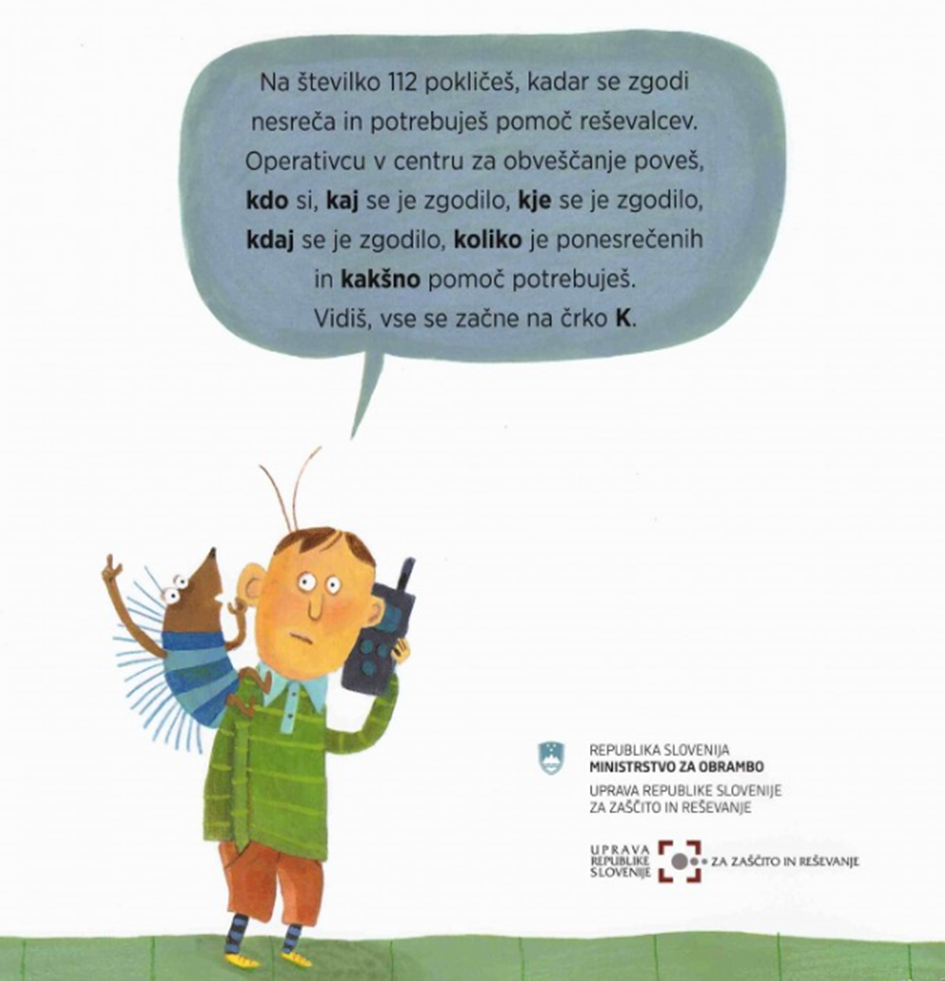 Na številko 112 pokličeš, kadar se zgodi
nesreča in potrebuješ pomoč reševalcev.
Operativcu v centru za obveščanje poveš,
kdo si, kaj se je zgodilo, kje se je zgodilo,
kdaj se je zgodilo, koliko je ponesrečenih
in kakšno pomoč potrebuješ.
Vidiš, vse se začne na črko K.
REPUBLIKA SLOVENIJA
MINISTRSTVO ZA OBRAMBO
UPRAVA REPUBLIKE SLOVENIJE
ZA ZAŠČITO IN REŠEVANJE
UPRAVA
REPUBLIKE
SLOVENIJE
ZA ZAŠČITO IN REŠEVANJE